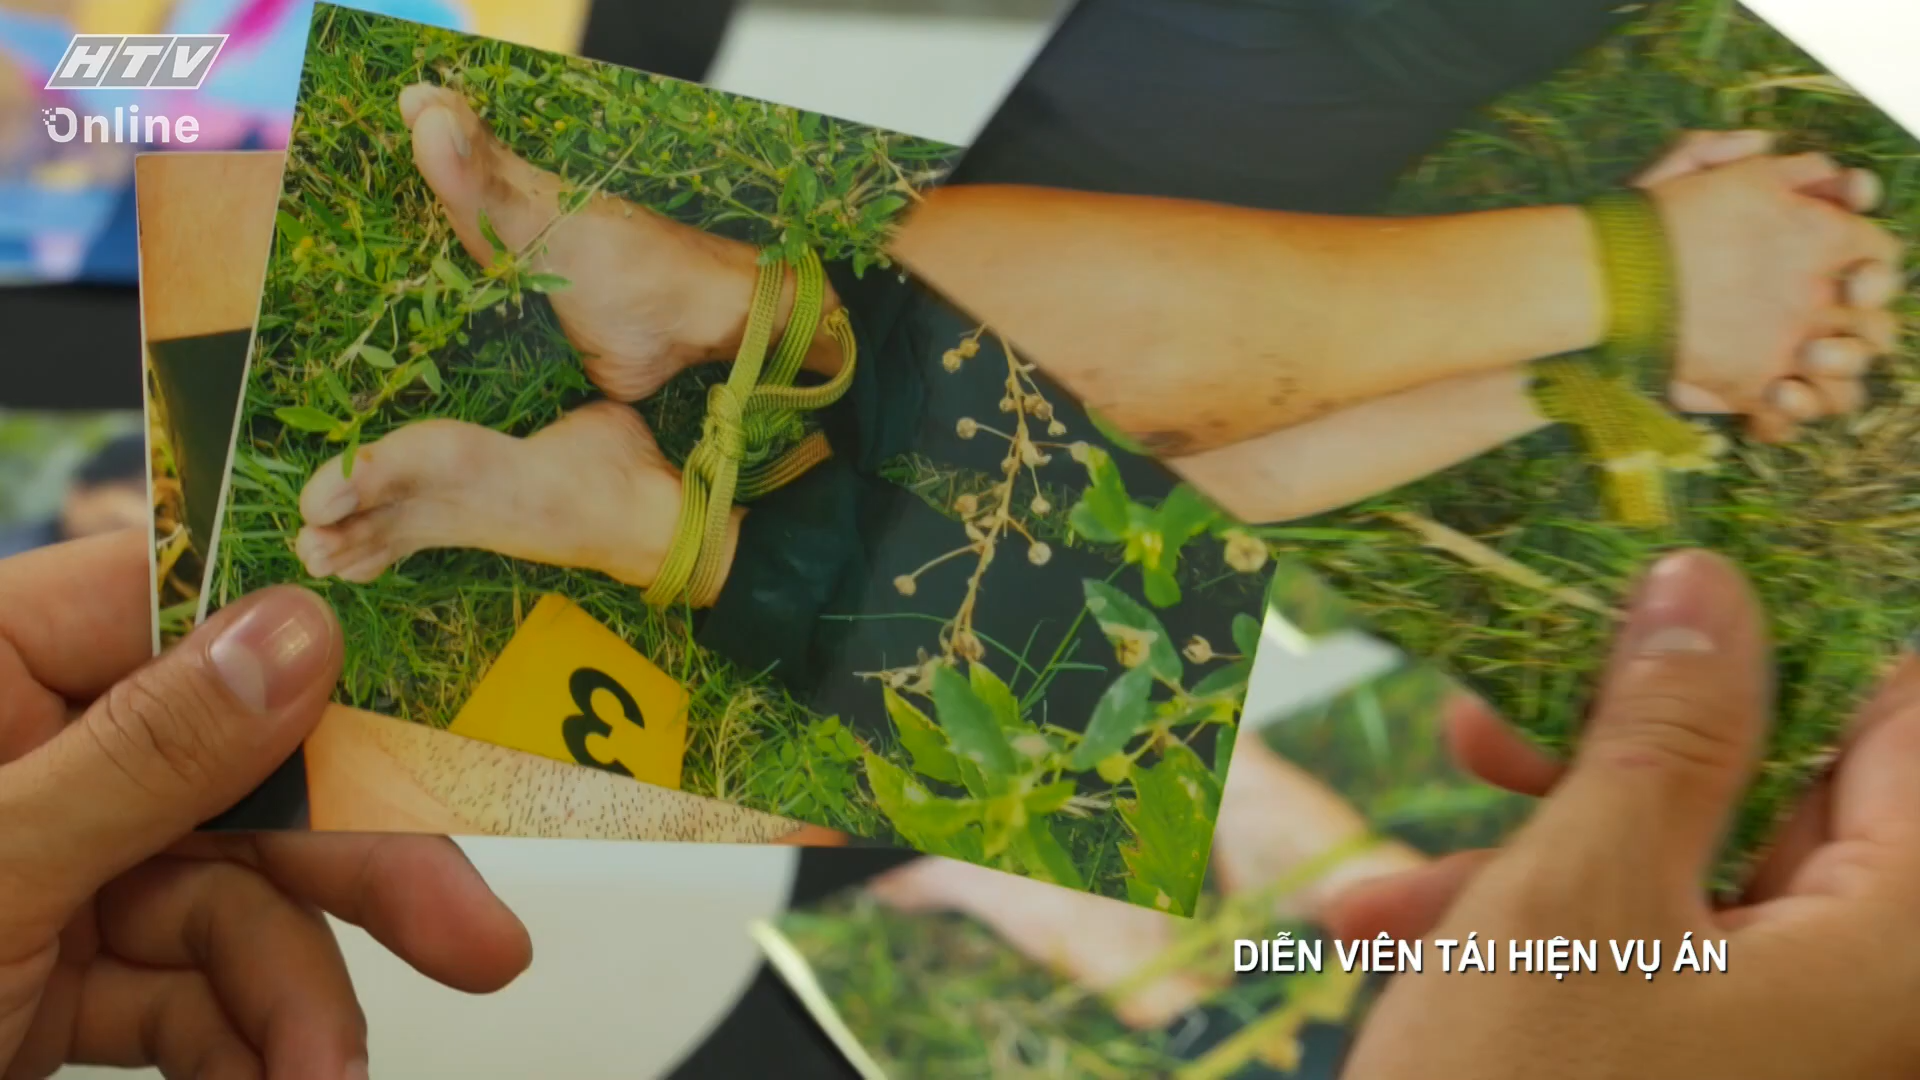 HTV
Online
3
DIỄN VIÊN TÁI HIỆN VỤ ÁN